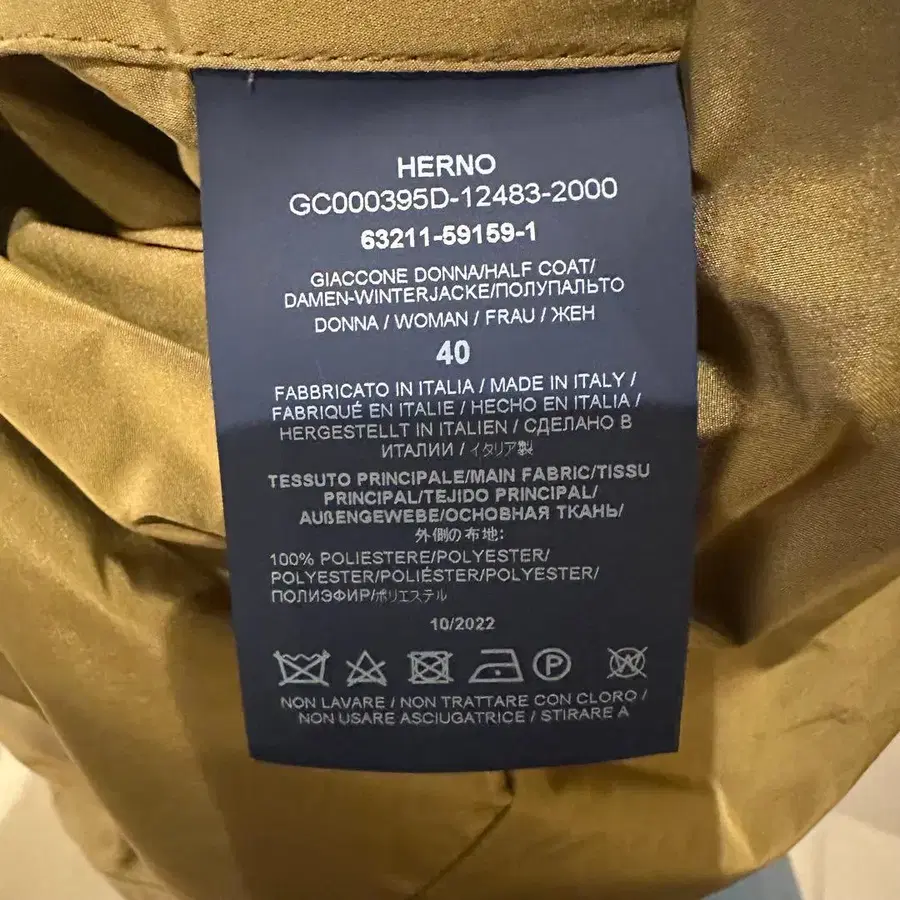 HERNO
GC000395D-12483-2000
63211-59159-1
GIACCONE DONNA/HALF COAT/
DAMEN-WINTERJACKE/ПОЛУПАЛЬТО
DONNA / WOMAN / FRAU / ЖЕН
40
FABBRICATO IN ITALIA / MADE IN ITALY /
FABRIQUÉ EN ITALIE / HECHO EN ITALIA /
HERGESTELLT IN ITALIEN / СДЕЛАНО В
ИТАЛИИ / イタリア製
TESSUTO PRINCIPALE/MAIN FABRIC/TISSU
PRINCIPAL/TEJIDO PRINCIPAL/
AUßENGEWEBE/ОСНОВНАЯ ТКАНЬ/
外側の布地:
100% POLIESTERE/POLYESTER/
POLYESTER/POLIÉSTER/POLYESTER/
ПОЛИЭФИР/ポリエステル
10/2022
P W
NON LAVARE / NON TRATTARE CON CLORO /
NON USARE ASCIUGATRICE / STIRARE A